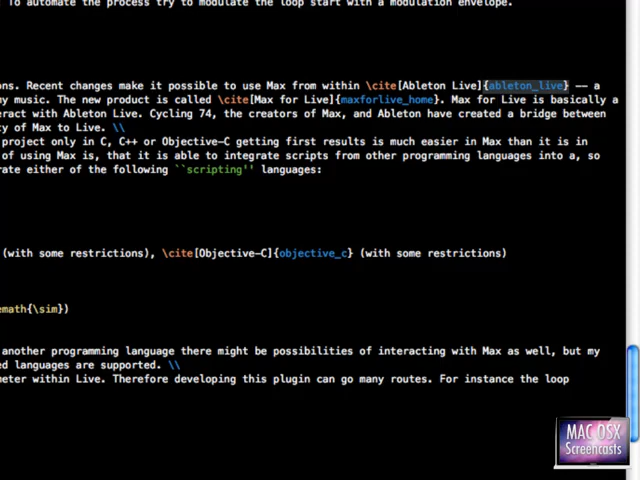 To automate the process try to modulate the loop start with a modulation envelope.
ons. Recent changes make it possible to use Max from within \cite[Ableton Live]{ableton_live} -- a
my music. The new product is called \cite[Max for Live]{maxforlive_home}. Max for Live is basically a
eract with Ableton Live. Cycling 74, the creators of Max, and Ableton have created a bridge between
ty of Max to Live. \\
project only in C, C++ or Objective-C getting first results is much easier in Max than it is in
of using Max is, that it is able to integrate scripts from other programming languages into a, so
rate either of the following ``scripting'' languages:
(with some restrictions), \cite[Objective-C]{objective_c} (with some restrictions)
emath{\sim})
another programming language there might be possibilities of interacting with Max as well, but my
ed languages are supported. \\
meter within Live. Therefore developing this plugin can go many routes. For instance the loop
MAC OSX
Screencasts